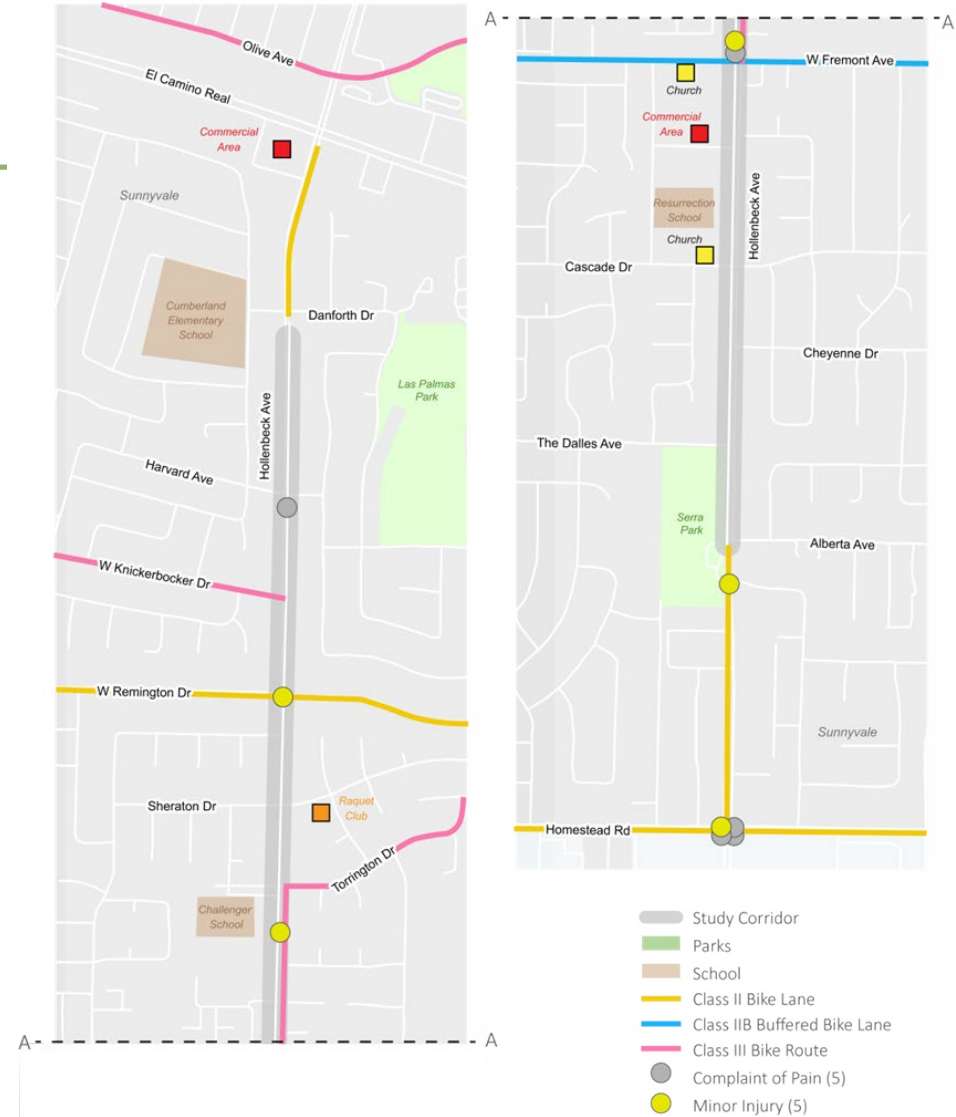 Olive Ave
El Camino Real
Commercial
Area
Sunnyvale
Cumberland
Elementary
School
Danforth Dr
Las Palmas
Park
Hollenbeck Ave
Harvard Ave
W Knickerbocker Dr
W Remington Dr
Sheraton Dr
Raquet
Club
Torrington Dr
Challenger
School
A
A
A
A
W Fremont Ave
Church
Commercial
Area
Resurrection
School
Hollenbeck Ave
Church
Cascade Dr
Cheyenne Dr
The Dalles Ave
Serra
Park
Alberta Ave
Sunnyvale
Homestead Rd
Study Corridor
Parks
School
Class II Bike Lane
Class IIB Buffered Bike Lane
Class III Bike Route
Complaint of Pain (5)
Minor Injury (5)